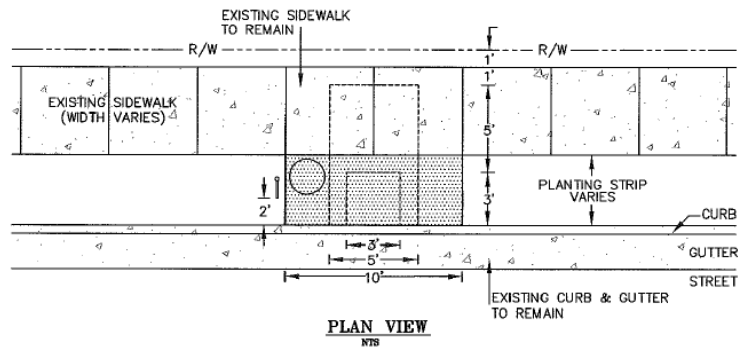 EXISTING SIDEWALK
TO REMAIN
R/W
R/W
1'
1'
EXISTING SIDEWALK
(WIDTH VARIES)
5'
PLANTING STRIP
VARIES
3'
2'
CURB
3'
GUTTER
5'
10'
STREET
EXISTING CURB & GUTTER
TO REMAIN
PLAN VIEW
NTS